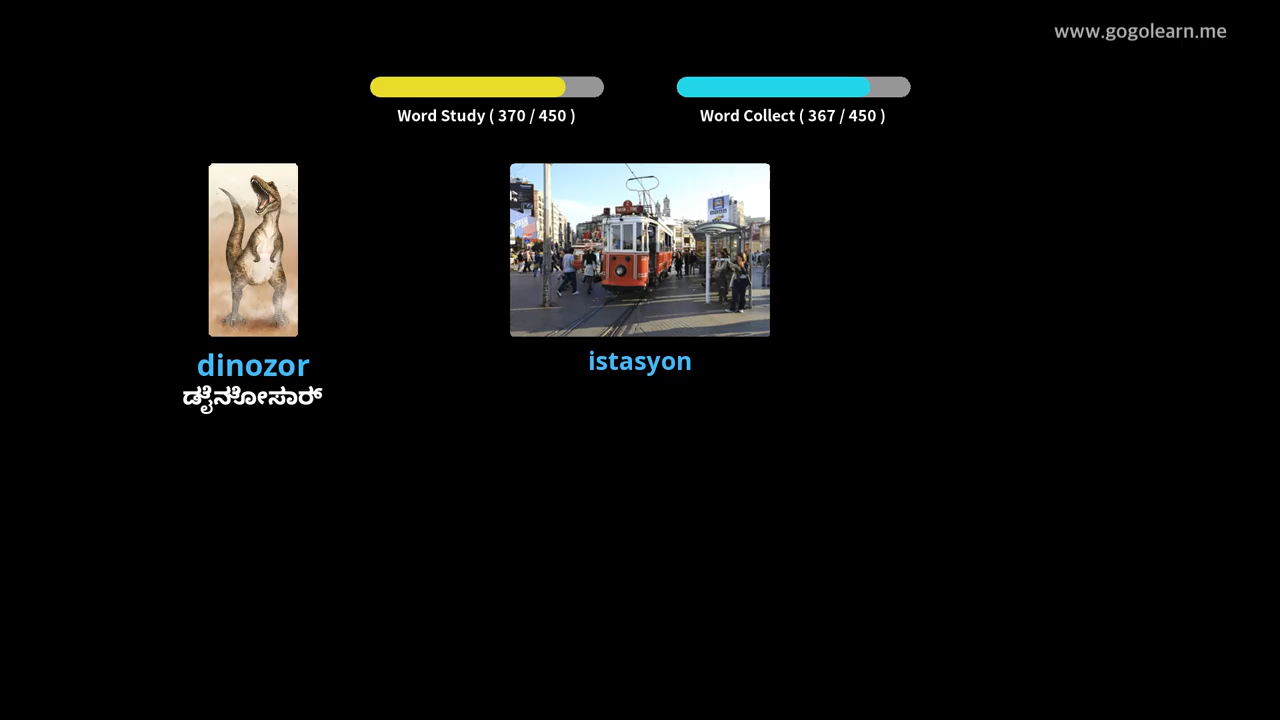 www.gogolearn.me
Word Study ( 370 / 450 )
Word Collect ( 367 / 450 )
dinozor
ಡೈನೋಸಾರ್
istasyon